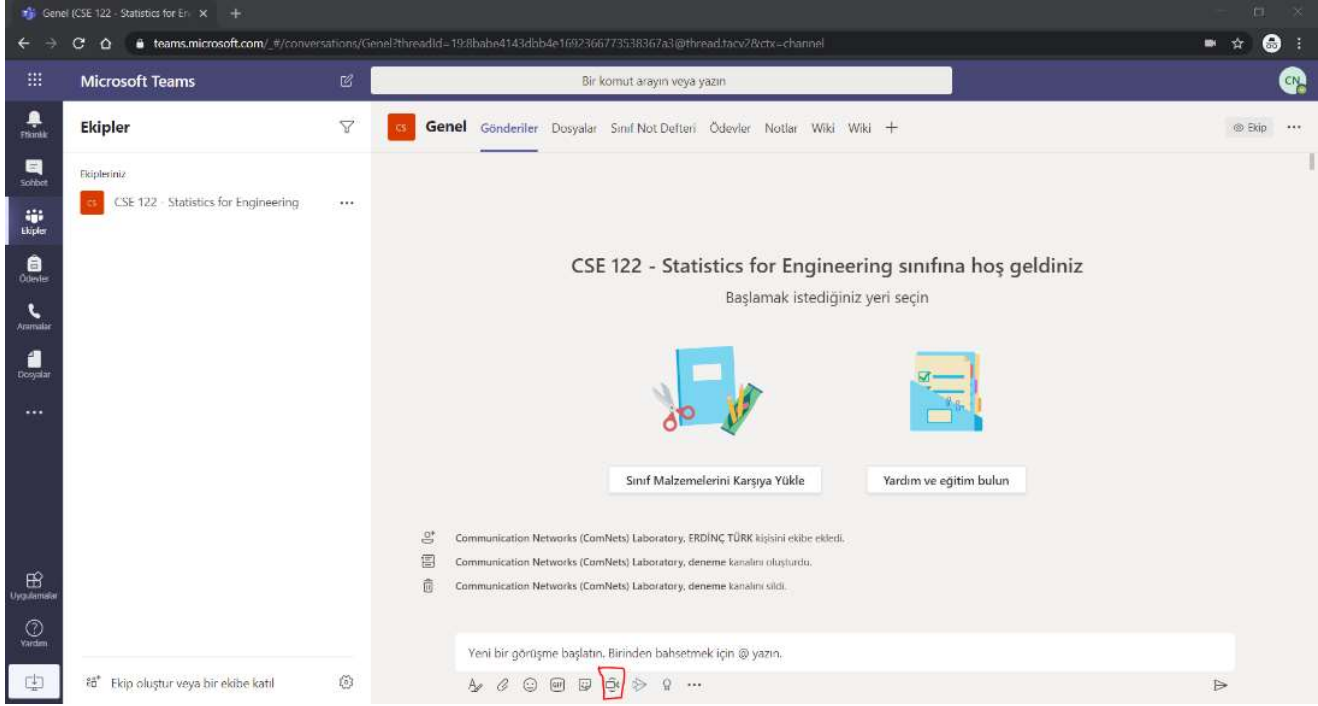 Genel (CSE 122 - Statistics for En
teams.microsoft.com/_#/conversations/Genel?threadId=19:8babe4143dbb4e1692366773538367a3@thread.tacv2&ctx=channel
Microsoft Teams
Bir komut arayın veya yazın
CN
Etkinlik
Sohbet
Ekipler
Ödevler
Aramalar
Dosyalar
Uygulamalar
Yardım
Ekipler
Ekipleriniz
CS
CSE 122 - Statistics for Engineering
Ekip oluştur veya bir ekibe katıl
CS Genel Gönderiler Dosyalar Sınıf Not Defteri Ödevler Notlar Wiki Wiki
Ekip
CSE 122 - Statistics for Engineering sınıfına hoş geldiniz
Başlamak istediğiniz yeri seçin
Sınıf Malzemelerini Karşıya Yükle
Yardım ve eğitim bulun
Communication Networks (ComNets) Laboratory, ERDİNÇ TÜRK kişisini ekibe ekledi.
Communication Networks (ComNets) Laboratory, deneme kanalını oluşturdu.
Communication Networks (ComNets) Laboratory, deneme kanalını sildi.
Yeni bir görüşme başlatın. Birinden bahsetmek için @ yazın.
GIF